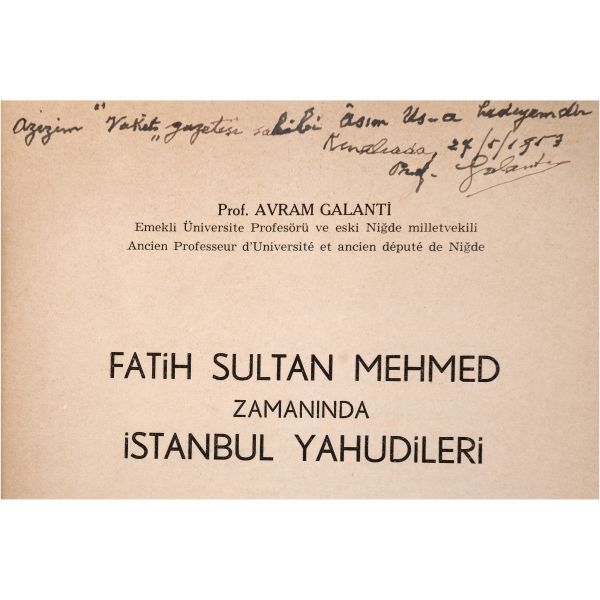 Azizim "Vakit" gazetesi sahibi Âsım Us'a hediyemdir
Kınalıada, 27/5/1953
Prof. Galanti
Prof. AVRAM GALANTİ
Emekli Üniversite Profesörü ve eski Niğde milletvekili
Ancien Professeur d'Université et ancien député de Niğde
FATİH SULTAN MEHMED
ZAMANINDA
İSTANBUL YAHUDİLERİ